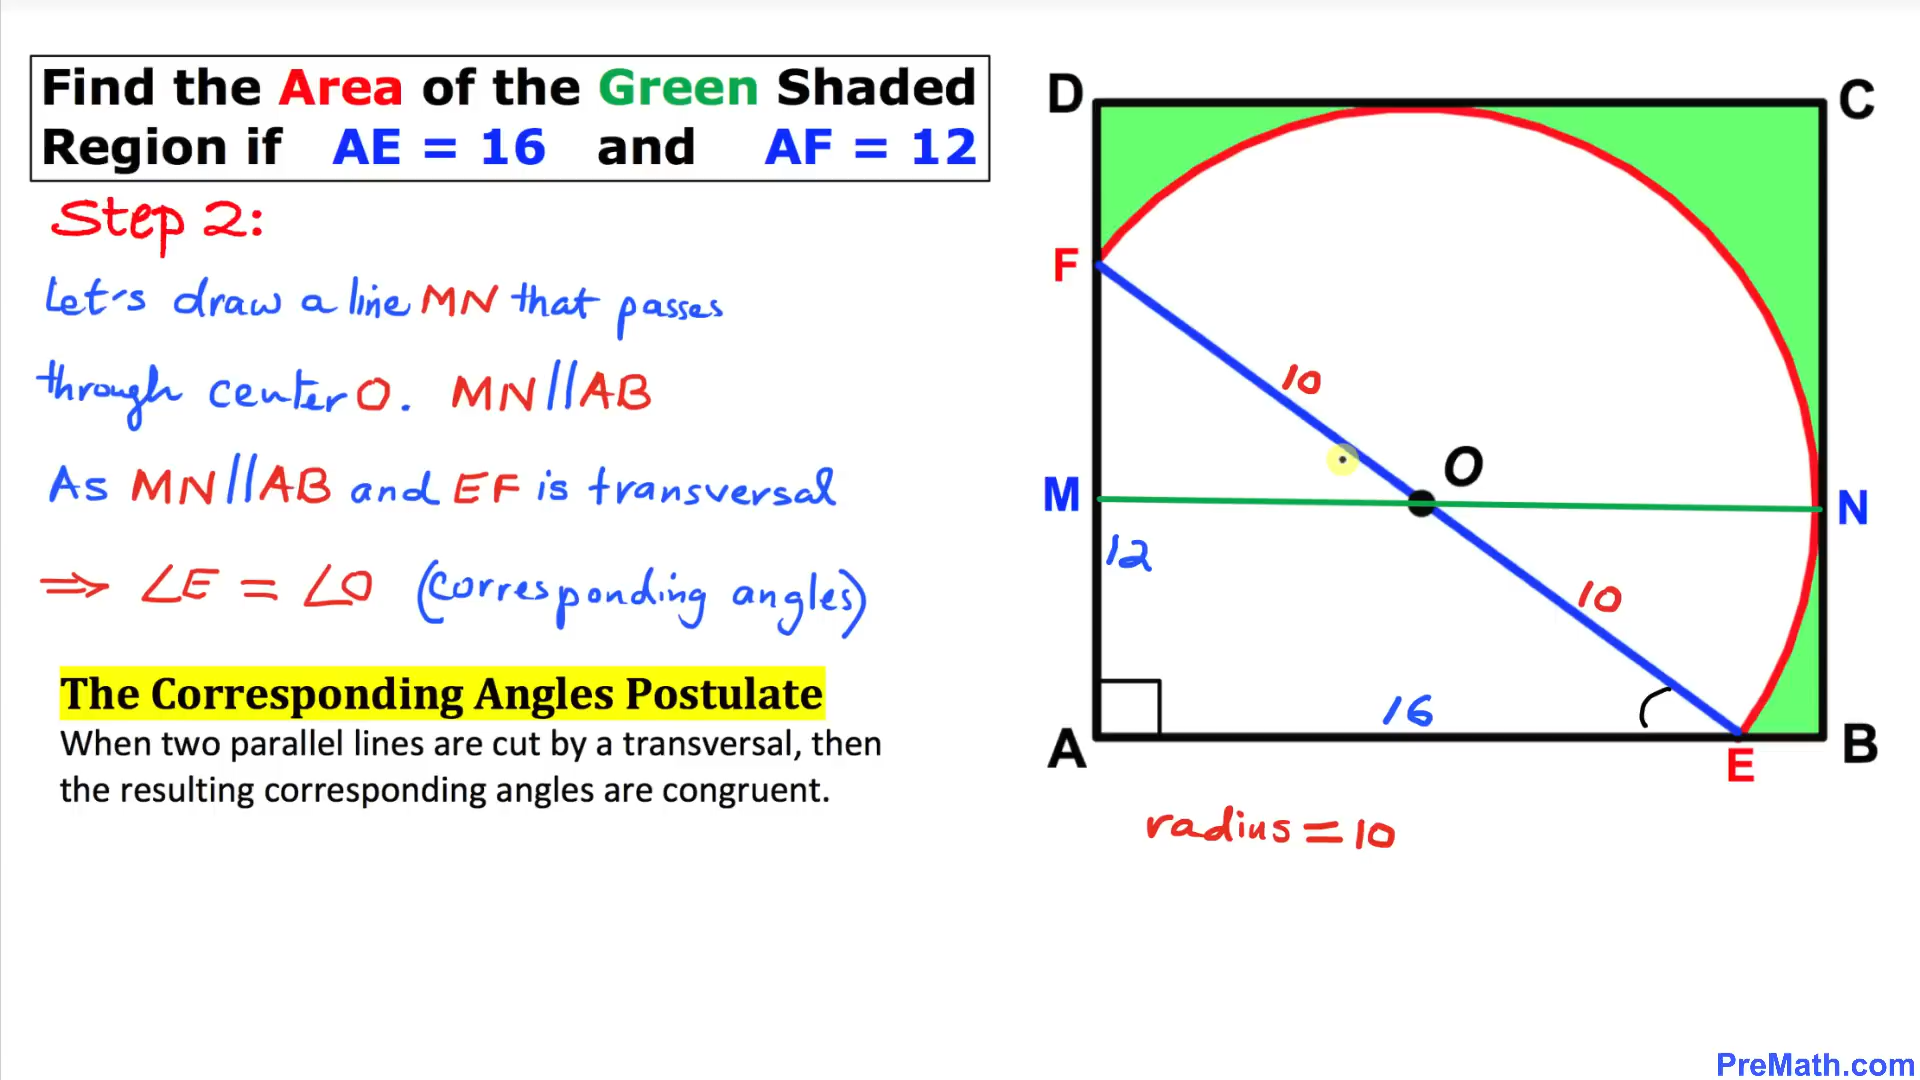 Find the Area of the Green Shaded
Region if AE = 16 and AF = 12
Step 2:
Let's draw a line MN that passes
through center O. MN//AB
As MN//AB and EF is transversal
⇒ ∠E = ∠O (corresponding angles)
The Corresponding Angles Postulate
When two parallel lines are cut by a transversal, then
the resulting corresponding angles are congruent.
D
C
F
10
O
M
N
12
10
16
A
B
E
radius = 10
PreMath.com